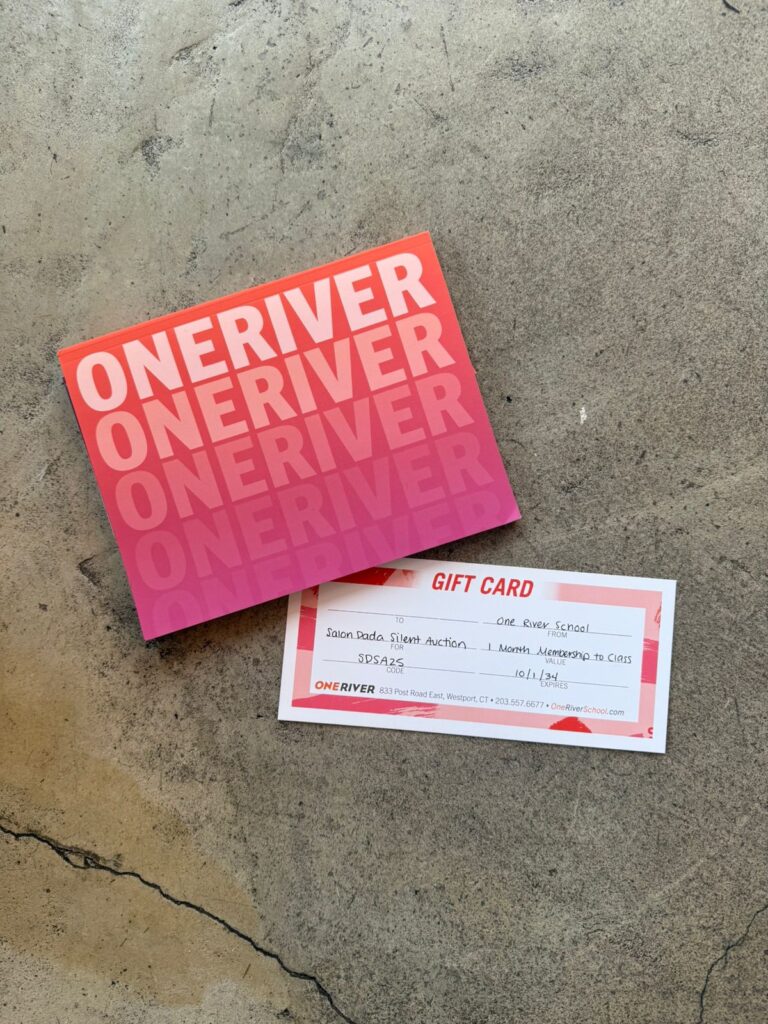 ONERIVER
ONERIVER
ONERIVER
ONERIVER
ONERIVER
GIFT CARD
One River School
TO FROM
Salon Dada Silent Auction 1 Month Membership to Class
FOR VALUE
SDSA25 10/1/34
CODE EXPIRES
ONERIVER 833 Post Road East, Westport, CT • 203.557.6677 • OneRiverSchool.com